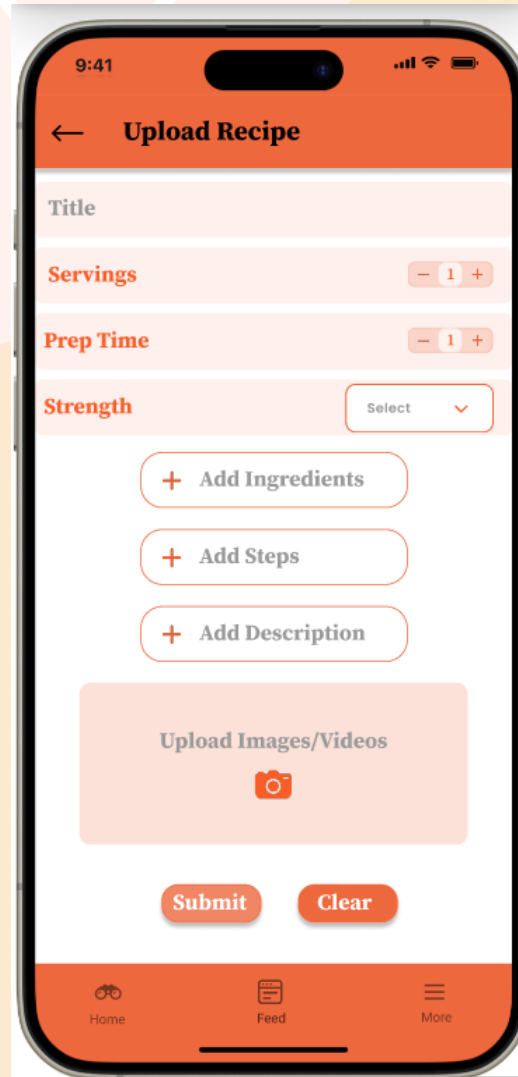 9:41
Upload Recipe
Title
Servings
− 1 +
Prep Time
− 1 +
Strength
Select
+ Add Ingredients
+ Add Steps
+ Add Description
Upload Images/Videos
Submit Clear
Home Feed More